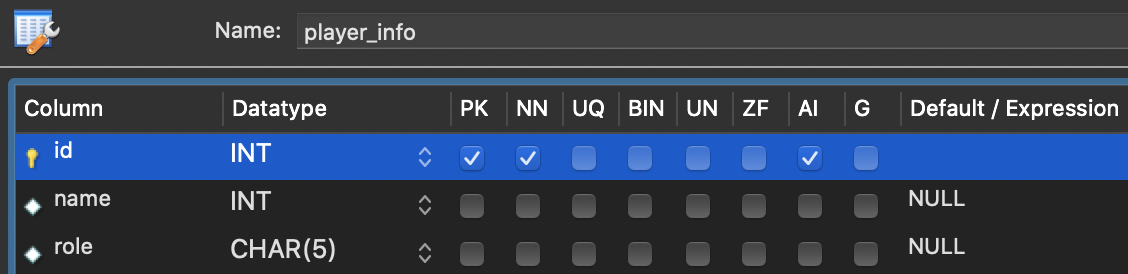 Name: player_info
Column Datatype PK NN UQ BIN UN ZF AI G Default / Expression
id INT
name INT NULL
role CHAR(5) NULL